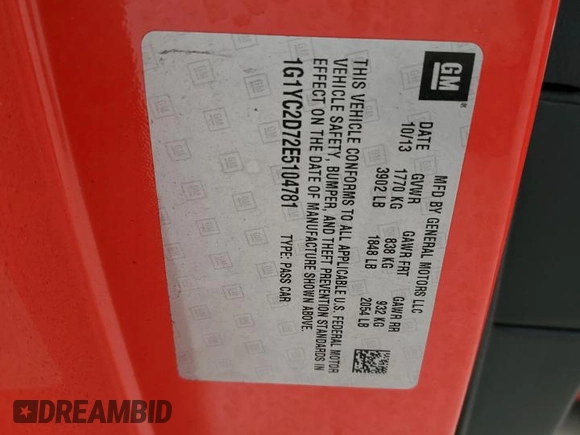 GM
MFD BY GENERAL MOTORS LLC
DATE GVWR GAWR FRT GAWR RR
10/13 1770 KG 838 KG 932 KG
3902 LB 1848 LB 2054 LB
THIS VEHICLE CONFORMS TO ALL APPLICABLE U.S. FEDERAL MOTOR
VEHICLE SAFETY, BUMPER, AND THEFT PREVENTION STANDARDS IN
EFFECT ON THE DATE OF MANUFACTURE SHOWN ABOVE.
1G1YC2D72E5104781 TYPE: PASS CAR
DREAMBID